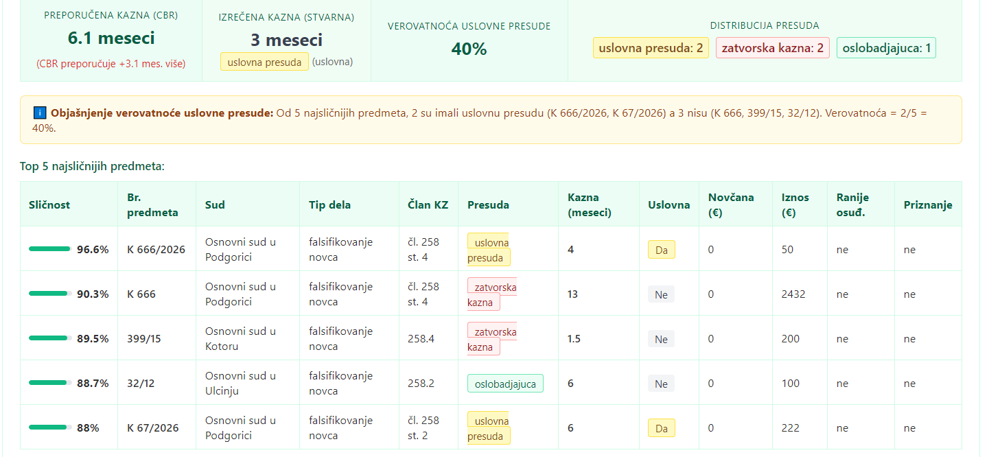 PREPORUČENA KAZNA (CBR)
6.1 meseci
(CBR preporučuje +3.1 mes. više)
IZREČENA KAZNA (STVARNA)
3 meseci
uslovna presuda (uslovna)
VEROVATNOĆA USLOVNE PRESUDE
40%
DISTRIBUCIJA PRESUDA
uslovna presuda: 2 zatvorska kazna: 2 oslobadjajuca: 1
i Objašnjenje verovatnoće uslovne presude: Od 5 najsličnijih predmeta, 2 su imali uslovnu presudu (K 666/2026, K 67/2026) a 3 nisu (K 666, 399/15, 32/12). Verovatnoća = 2/5 =
40%.
Top 5 najsličnijih predmeta:
Sličnost Br. predmeta Sud Tip dela Član KZ Presuda Kazna (meseci) Uslovna Novčana (€) Iznos (€) Ranije osuđ. Priznanje
96.6% K 666/2026 Osnovni sud u Podgorici falsifikovanje novca čl. 258 st. 4 uslovna presuda 4 Da 0 50 ne ne
90.3% K 666 Osnovni sud u Podgorici falsifikovanje novca čl. 258 st. 4 zatvorska kazna 13 Ne 0 2432 ne ne
89.5% 399/15 Osnovni sud u Kotoru falsifikovanje novca 258.4 zatvorska kazna 1.5 Ne 0 200 ne ne
88.7% 32/12 Osnovni sud u Ulcinju falsifikovanje novca 258.2 oslobadjajuca 6 Ne 0 100 ne ne
88% K 67/2026 Osnovni sud u Podgorici falsifikovanje novca čl. 258 st. 2 uslovna presuda 6 Da 0 222 ne ne